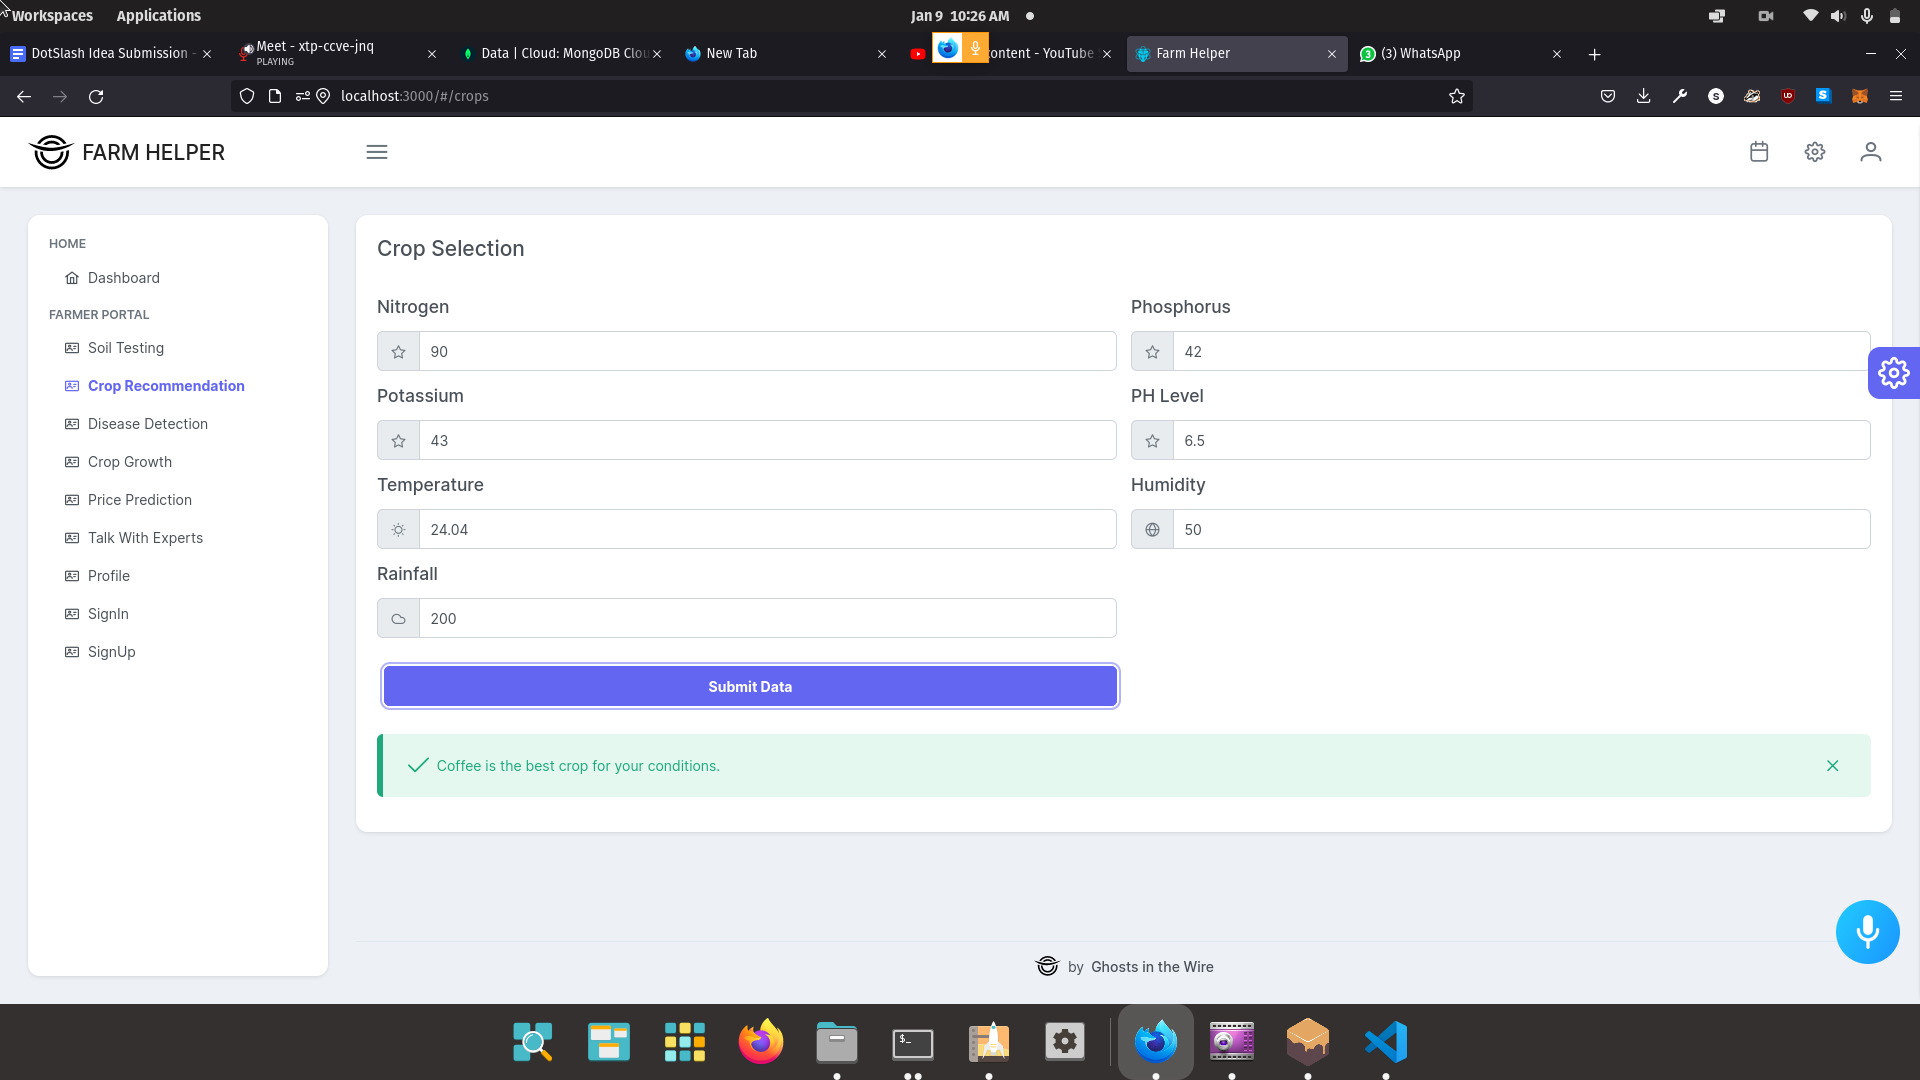 Workspaces Applications Jan 9 10:26 AM
DotSlash Idea Submission - Meet - xtp-ccve-jnq Data | Cloud: MongoDB Clou New Tab ontent - YouTube Farm Helper (3) WhatsApp
PLAYING
localhost:3000/#/crops
FARM HELPER
HOME
Dashboard
FARMER PORTAL
Soil Testing
Crop Recommendation
Disease Detection
Crop Growth
Price Prediction
Talk With Experts
Profile
SignIn
SignUp
Crop Selection
Nitrogen Phosphorus
90 42
Potassium PH Level
43 6.5
Temperature Humidity
24.04 50
Rainfall
200
Submit Data
Coffee is the best crop for your conditions.
by Ghosts in the Wire